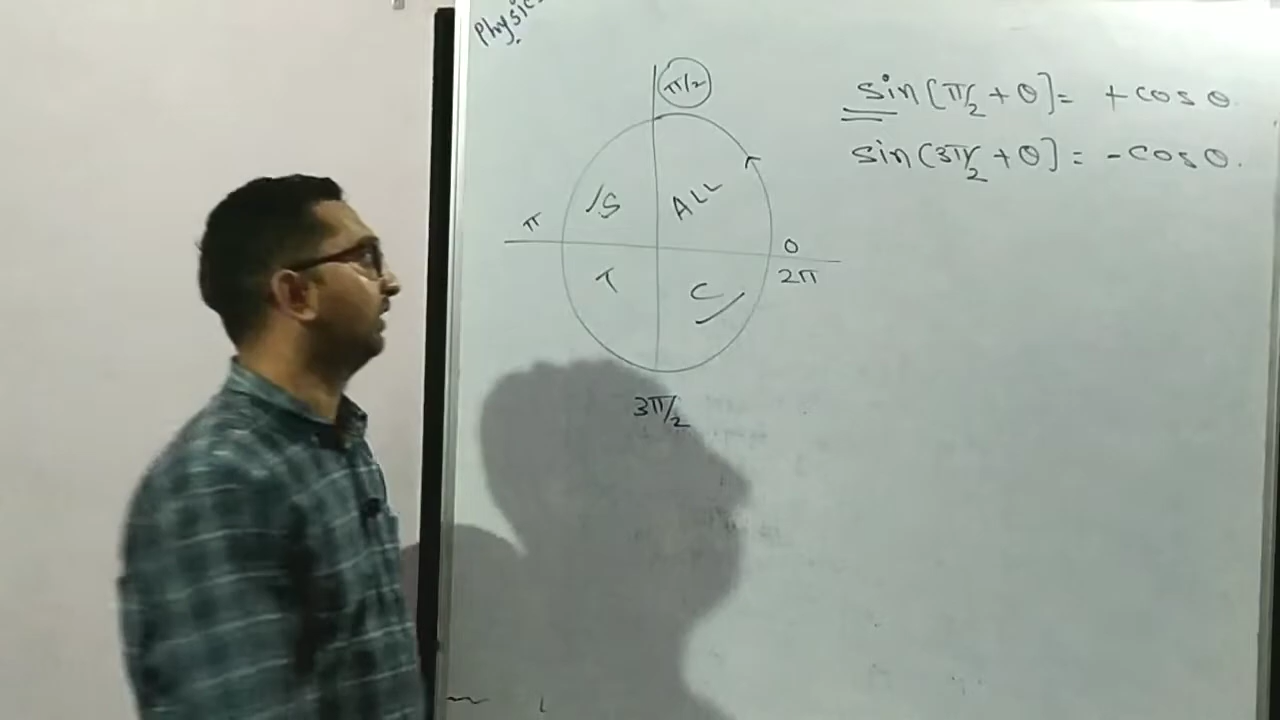 Physics
π/2
sin(π/2 + θ) = + cos θ
sin(3π/2 + θ) = - cos θ.
S ALL
π
0
2π
T C
3π/2